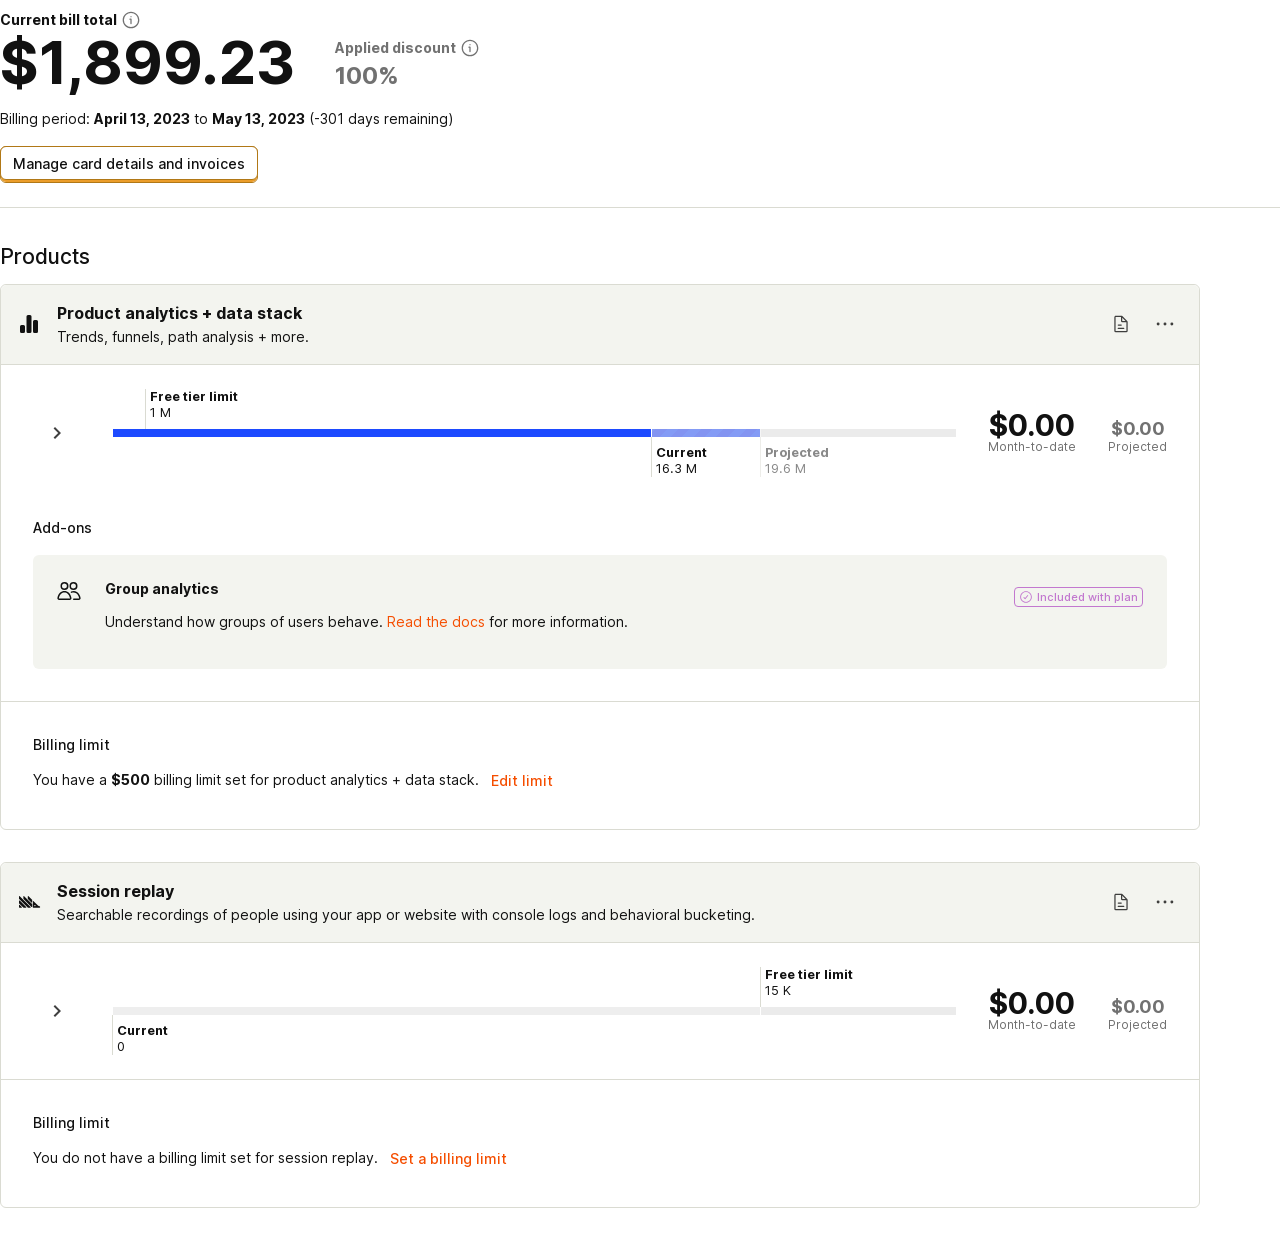 Current bill total
$1,899.23
Applied discount
100%
Billing period: April 13, 2023 to May 13, 2023 (-301 days remaining)
Manage card details and invoices
Products
Product analytics + data stack
Trends, funnels, path analysis + more.
Free tier limit
1 M
Current
16.3 M
Projected
19.6 M
$0.00
Month-to-date
$0.00
Projected
Add-ons
Group analytics
Included with plan
Understand how groups of users behave. Read the docs for more information.
Billing limit
You have a $500 billing limit set for product analytics + data stack. Edit limit
Session replay
Searchable recordings of people using your app or website with console logs and behavioral bucketing.
Free tier limit
15 K
Current
0
$0.00
Month-to-date
$0.00
Projected
Billing limit
You do not have a billing limit set for session replay. Set a billing limit